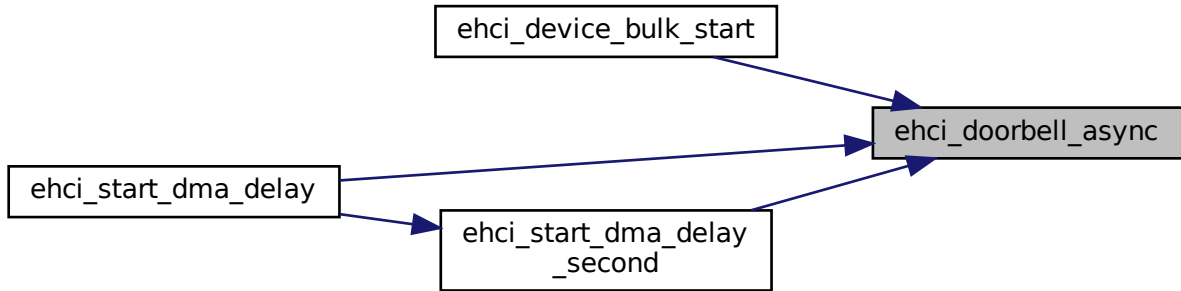 ehci_device_bulk_start
ehci_doorbell_async
ehci_start_dma_delay
ehci_start_dma_delay
_second